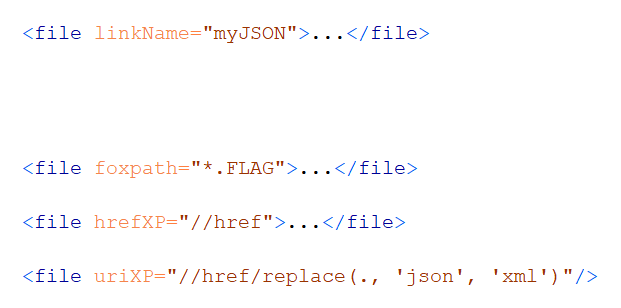 <file linkName="myJSON">...</file>
<file foxpath="*.FLAG">...</file>
<file hrefXP="//href">...</file>
<file uriXP="//href/replace(., 'json', 'xml')"/>